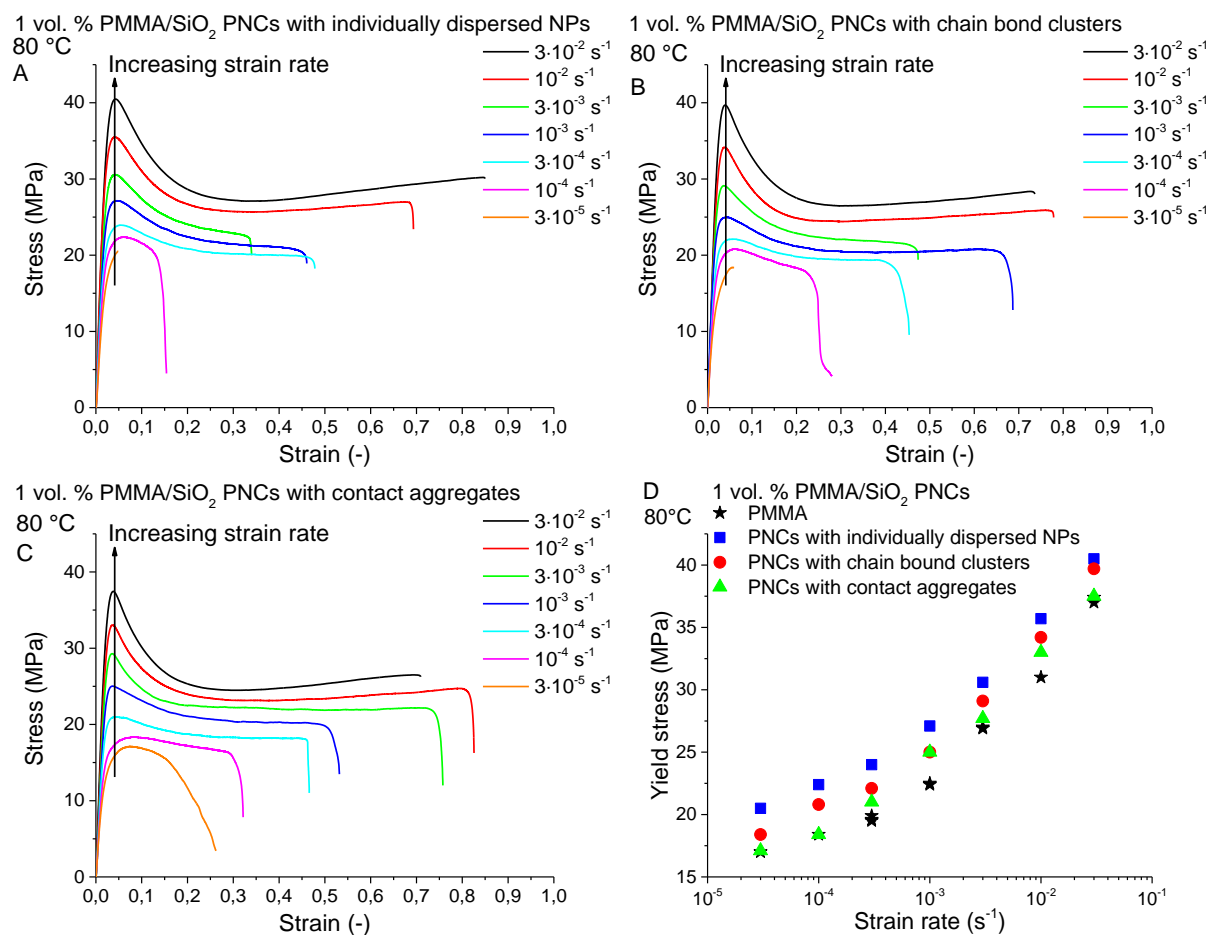 1 vol. % PMMA/SiO₂ PNCs with individually dispersed NPs
80 °C
A
Increasing strain rate
3·10⁻² s⁻¹
10⁻² s⁻¹
3·10⁻³ s⁻¹
10⁻³ s⁻¹
3·10⁻⁴ s⁻¹
10⁻⁴ s⁻¹
3·10⁻⁵ s⁻¹
Stress (MPa)
40
30
20
10
0
0,0 0,1 0,2 0,3 0,4 0,5 0,6 0,7 0,8 0,9 1,0
Strain (-)
1 vol. % PMMA/SiO₂ PNCs with chain bond clusters
80 °C
B
Increasing strain rate
3·10⁻² s⁻¹
10⁻² s⁻¹
3·10⁻³ s⁻¹
10⁻³ s⁻¹
3·10⁻⁴ s⁻¹
10⁻⁴ s⁻¹
3·10⁻⁵ s⁻¹
Stress (MPa)
40
30
20
10
0
0,0 0,1 0,2 0,3 0,4 0,5 0,6 0,7 0,8 0,9 1,0
Strain (-)
1 vol. % PMMA/SiO₂ PNCs with contact aggregates
80 °C
C
Increasing strain rate
3·10⁻² s⁻¹
10⁻² s⁻¹
3·10⁻³ s⁻¹
10⁻³ s⁻¹
3·10⁻⁴ s⁻¹
10⁻⁴ s⁻¹
3·10⁻⁵ s⁻¹
Stress (MPa)
40
30
20
10
0
0,0 0,1 0,2 0,3 0,4 0,5 0,6 0,7 0,8 0,9 1,0
Strain (-)
D 1 vol. % PMMA/SiO₂ PNCs
80°C
PMMA
PNCs with individually dispersed NPs
PNCs with chain bound clusters
PNCs with contact aggregates
Yield stress (MPa)
40
35
30
25
20
15
10⁻⁵ 10⁻⁴ 10⁻³ 10⁻² 10⁻¹
Strain rate (s⁻¹)